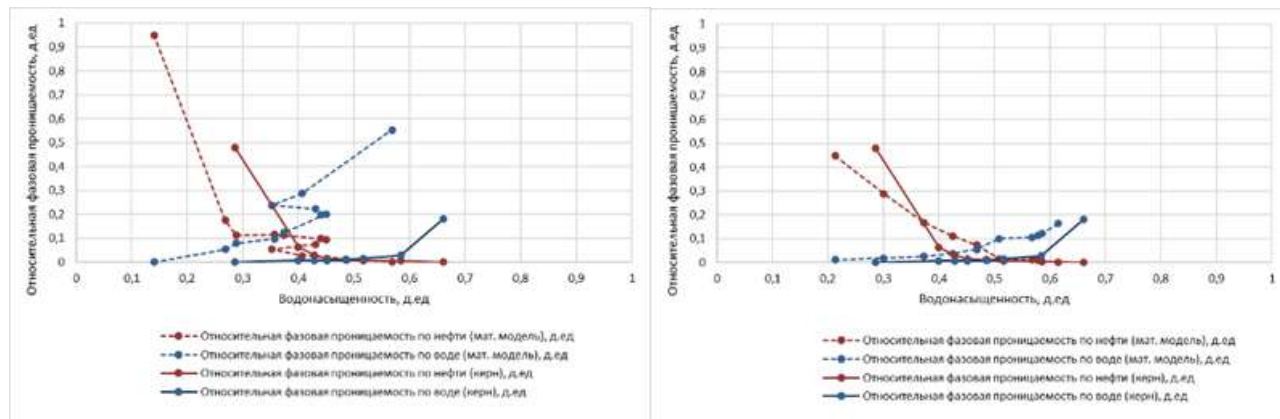 Относительная фазовая проницаемость, д.ед
1
0,9
0,8
0,7
0,6
0,5
0,4
0,3
0,2
0,1
0
0 0,1 0,2 0,3 0,4 0,5 0,6 0,7 0,8 0,9 1
Водонасыщенность, д.ед
Относительная фазовая проницаемость по нефти (мат. модель), д.ед
Относительная фазовая проницаемость по воде (мат. модель), д.ед
Относительная фазовая проницаемость по нефти (керн), д.ед
Относительная фазовая проницаемость по воде (керн), д.ед
Относительная фазовая проницаемость, д.ед
1
0,9
0,8
0,7
0,6
0,5
0,4
0,3
0,2
0,1
0
0 0,1 0,2 0,3 0,4 0,5 0,6 0,7 0,8 0,9 1
Водонасыщенность, д.ед
Относительная фазовая проницаемость по нефти (мат. модель), д.ед
Относительная фазовая проницаемость по воде (мат. модель), д.ед
Относительная фазовая проницаемость по нефти (керн), д.ед
Относительная фазовая проницаемость по воде (керн), д.ед